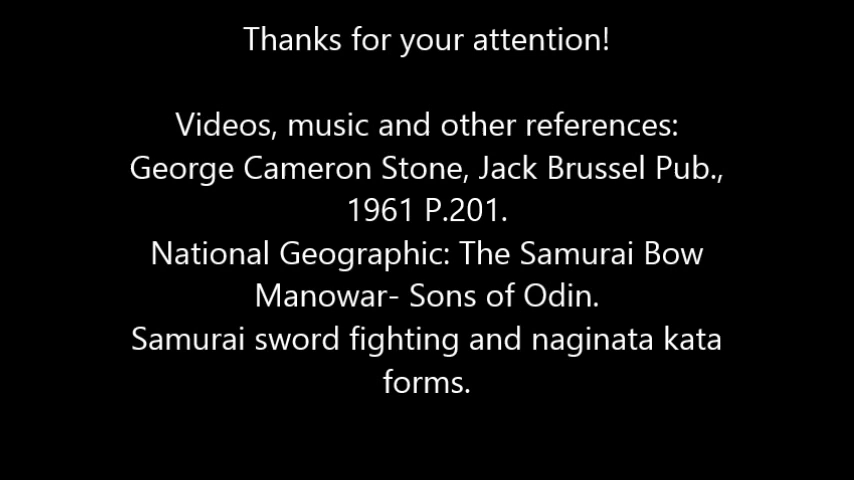 Thanks for your attention!
Videos, music and other references:
George Cameron Stone, Jack Brussel Pub.,
1961 P.201.
National Geographic: The Samurai Bow
Manowar- Sons of Odin.
Samurai sword fighting and naginata kata
forms.